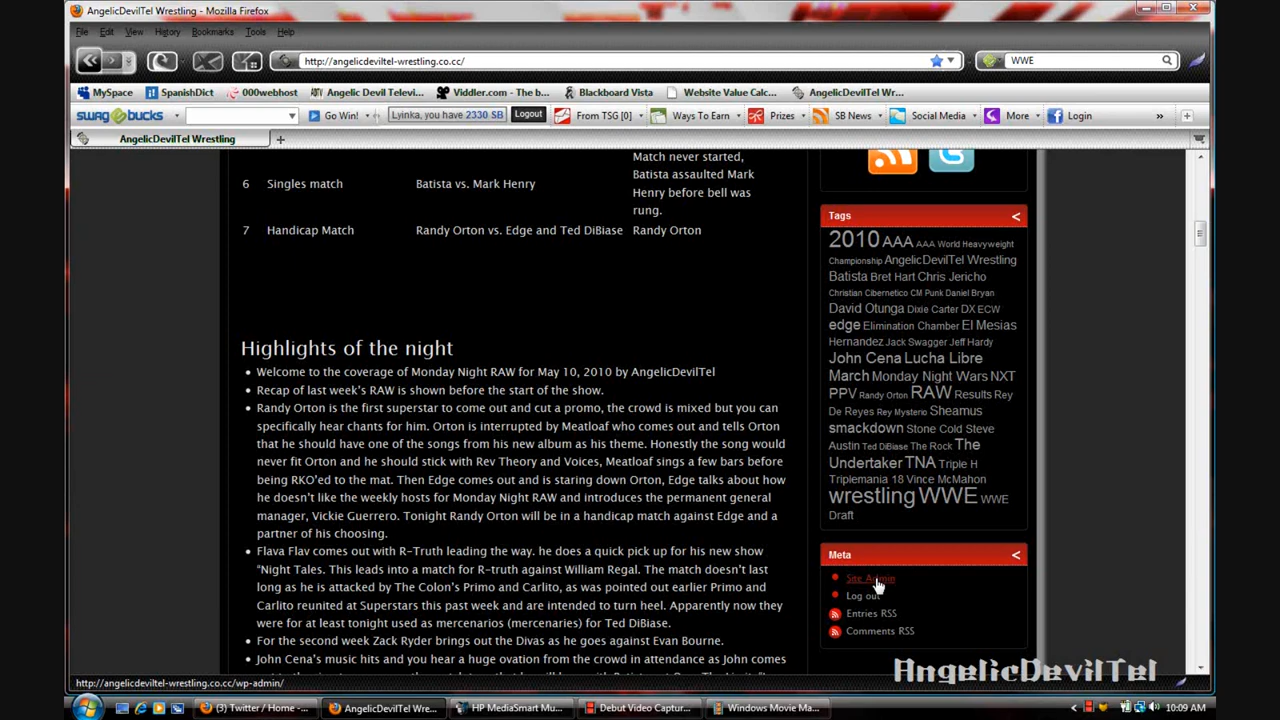 AngelicDevilTel Wrestling - Mozilla Firefox
File Edit View History Bookmarks Tools Help
http://angelicdeviltel-wrestling.co.cc/
WWE
MySpace SpanishDict 000webhost Angelic Devil Televi... Viddler.com - The b... Blackboard Vista Website Value Calc... AngelicDevilTel Wr...
swagbucks Go Win! Lyinka, you have 2330 SB Logout From TSG [0] Ways To Earn Prizes SB News Social Media More Login »
AngelicDevilTel Wrestling
Match never started,
6 Singles match Batista vs. Mark Henry Batista assaulted Mark
Henry before bell was
rung.
7 Handicap Match Randy Orton vs. Edge and Ted DiBiase Randy Orton
Highlights of the night
Welcome to the coverage of Monday Night RAW for May 10, 2010 by AngelicDevilTel
Recap of last week's RAW is shown before the start of the show.
Randy Orton is the first superstar to come out and cut a promo, the crowd is mixed but you can
specifically hear chants for him. Orton is interrupted by Meatloaf who comes out and tells Orton
that he should have one of the songs from his new album as his theme. Honestly the song would
never fit Orton and he should stick with Rev Theory and Voices, Meatloaf sings a few bars before
being RKO'ed to the mat. Then Edge comes out and is staring down Orton, Edge talks about how
he doesn't like the weekly hosts for Monday Night RAW and introduces the permanent general
manager, Vickie Guerrero. Tonight Randy Orton will be in a handicap match against Edge and a
partner of his choosing.
Flava Flav comes out with R-Truth leading the way. he does a quick pick up for his new show
"Night Tales. This leads into a match for R-truth against William Regal. The match doesn't last
long as he is attacked by The Colon's Primo and Carlito, as was pointed out earlier Primo and
Carlito reunited at Superstars this past week and are intended to turn heel. Apparently now they
were for at least tonight used as mercenarios (mercenaries) for Ted DiBiase.
For the second week Zack Ryder brings out the Divas as he goes against Evan Bourne.
John Cena's music hits and you hear a huge ovation from the crowd in attendance as John comes
Tags <
2010 AAA AAA World Heavyweight
Championship AngelicDevilTel Wrestling
Batista Bret Hart Chris Jericho
Christian Cibernetico CM Punk Daniel Bryan
David Otunga Dixie Carter DX ECW
edge Elimination Chamber El Mesias
Hernandez Jack Swagger Jeff Hardy
John Cena Lucha Libre
March Monday Night Wars NXT
PPV Randy Orton RAW Results Rey
De Reyes Rey Mysterio Sheamus
smackdown Stone Cold Steve
Austin Ted DiBiase The Rock The
Undertaker TNA Triple H
Triplemania 18 Vince McMahon
wrestling WWE WWE
Draft
Meta <
Site Admin
Log out
Entries RSS
Comments RSS
AngelicDevilTel
http://angelicdeviltel-wrestling.co.cc/wp-admin/
(3) Twitter / Home -... AngelicDevilTel Wre... HP MediaSmart Mu... Debut Video Captur... Windows Movie Ma... 10:09 AM